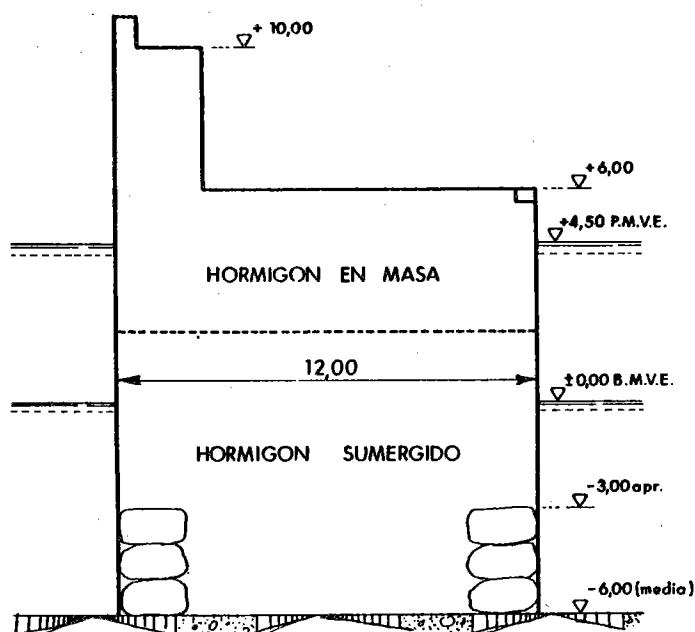 + 10,00
+6,00
+4,50 P.M.V.E.
HORMIGON EN MASA
12,00
±0,00 B.M.V.E.
HORMIGON SUMERGIDO
-3,00 apr.
-6,00 (media)